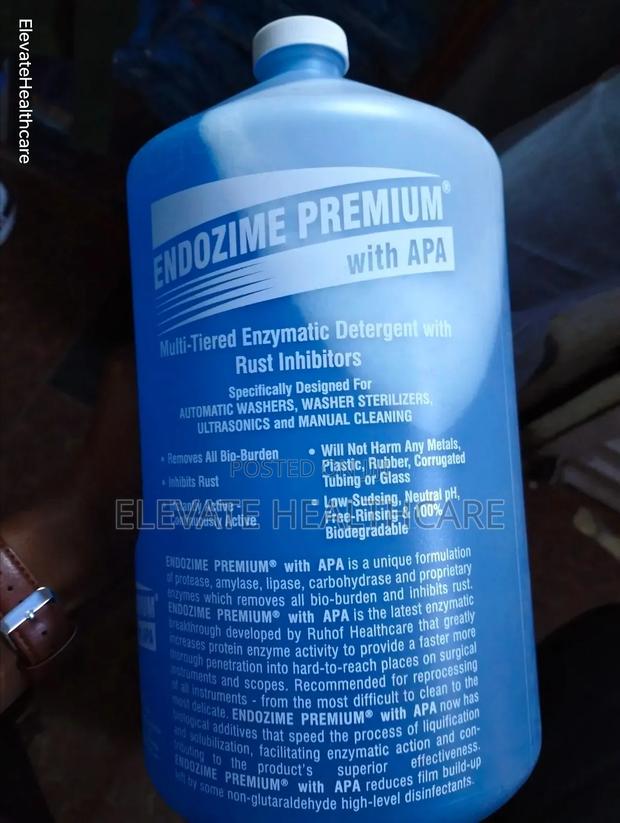 ElevateHealthcare
ENDOZIME PREMIUM®
with APA
Multi-Tiered Enzymatic Detergent with
Rust Inhibitors
Specifically Designed For
AUTOMATIC WASHERS, WASHER STERILIZERS,
ULTRASONICS and MANUAL CLEANING
• Removes All Bio-Burden
• Inhibits Rust
Active
Active
• Will Not Harm Any Metals,
Plastic, Rubber, Corrugated
Tubing or Glass
• Low-Sudsing, Neutral pH,
Free-Rinsing & 100%
Biodegradable
POSTED ON
ELEVATE HEALTHCARE
ENDOZIME PREMIUM® with APA is a unique formulation
of protease, amylase, lipase, carbohydrase and proprietary
enzymes which removes all bio-burden and inhibits rust.
ENDOZIME PREMIUM® with APA is the latest enzymatic
breakthrough developed by Ruhof Healthcare that greatly
increases protein enzyme activity to provide a faster more
thorough penetration into hard-to-reach places on surgical
instruments and scopes. Recommended for reprocessing
of all instruments - from the most difficult to clean to the
most delicate. ENDOZIME PREMIUM® with APA now has
biological additives that speed the process of liquification
and solubilization, facilitating enzymatic action and con-
tributing to the product's superior effectiveness.
ENDOZIME PREMIUM® with APA reduces film build-up
left by some non-glutaraldehyde high-level disinfectants.
UM®
APA